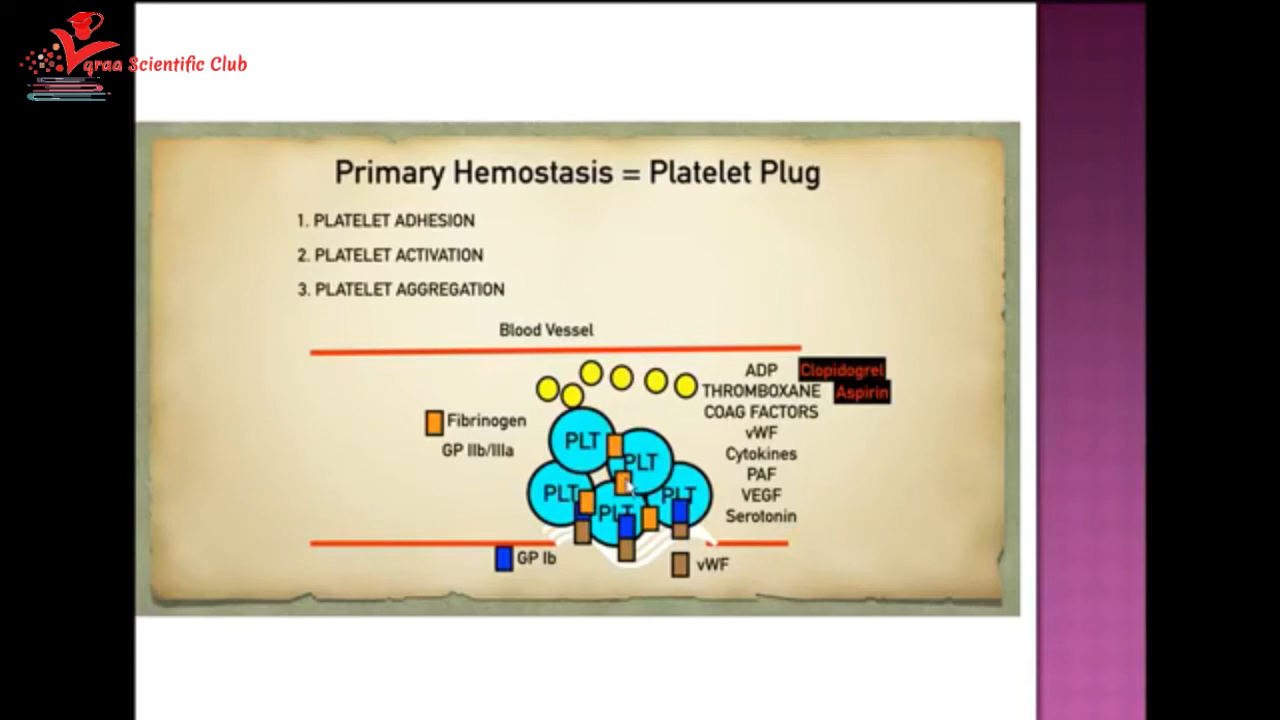 qraa Scientific Club
Primary Hemostasis = Platelet Plug
1. PLATELET ADHESION
2. PLATELET ACTIVATION
3. PLATELET AGGREGATION
Blood Vessel
ADP Clopidogrel
THROMBOXANE Aspirin
COAG FACTORS
vWF
Cytokines
PAF
VEGF
Serotonin
Fibrinogen
GP IIb/IIIa
PLT
PLT
PLT
PLT
PLT
GP Ib
vWF